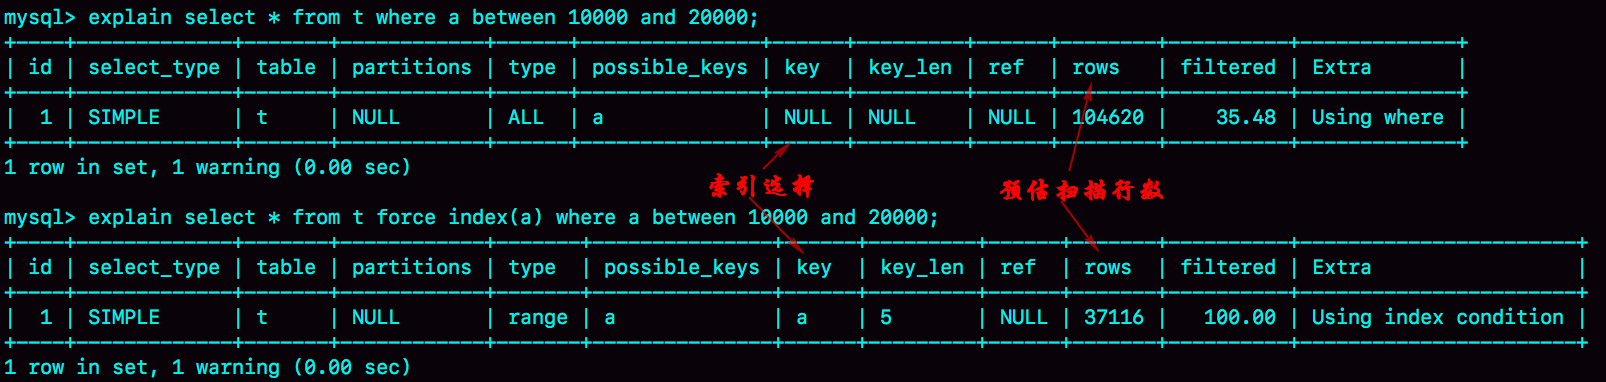 mysql> explain select * from t where a between 10000 and 20000;
+----+-------------+-------+------------+------+---------------+------+---------+------+--------+----------+-------------+
| id | select_type | table | partitions | type | possible_keys | key | key_len | ref | rows | filtered | Extra |
+----+-------------+-------+------------+------+---------------+------+---------+------+--------+----------+-------------+
| 1 | SIMPLE | t | NULL | ALL | a | NULL | NULL | NULL | 104620 | 35.48 | Using where |
+----+-------------+-------+------------+------+---------------+------+---------+------+--------+----------+-------------+
1 row in set, 1 warning (0.00 sec)
索引选择 预估扫描行数
mysql> explain select * from t force index(a) where a between 10000 and 20000;
+----+-------------+-------+------------+-------+---------------+-----+---------+------+-------+----------+-----------------------+
| id | select_type | table | partitions | type | possible_keys | key | key_len | ref | rows | filtered | Extra |
+----+-------------+-------+------------+-------+---------------+-----+---------+------+-------+----------+-----------------------+
| 1 | SIMPLE | t | NULL | range | a | a | 5 | NULL | 37116 | 100.00 | Using index condition |
+----+-------------+-------+------------+-------+---------------+-----+---------+------+-------+----------+-----------------------+
1 row in set, 1 warning (0.00 sec)